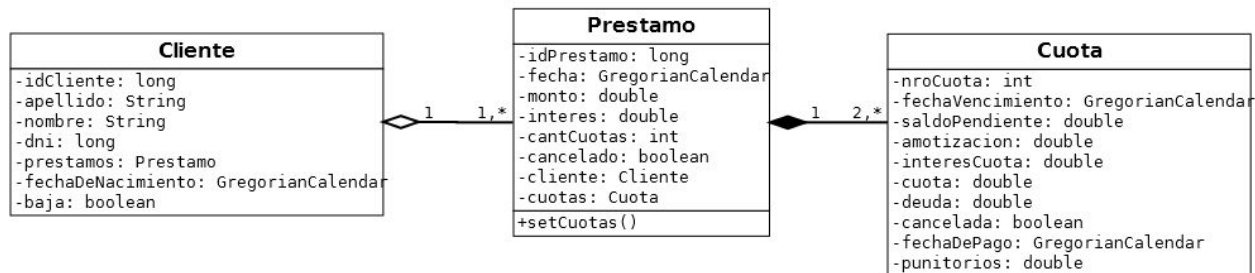 Cliente
-idCliente: long
-apellido: String
-nombre: String
-dni: long
-prestamos: Prestamo
-fechaDeNacimiento: GregorianCalendar
-baja: boolean
1
1,*
Prestamo
-idPrestamo: long
-fecha: GregorianCalendar
-monto: double
-interes: double
-cantCuotas: int
-cancelado: boolean
-cliente: Cliente
-cuotas: Cuota
+setCuotas()
1
2,*
Cuota
-nroCuota: int
-fechaVencimiento: GregorianCalendar
-saldoPendiente: double
-amotizacion: double
-interesCuota: double
-cuota: double
-deuda: double
-cancelada: boolean
-fechaDePago: GregorianCalendar
-punitorios: double